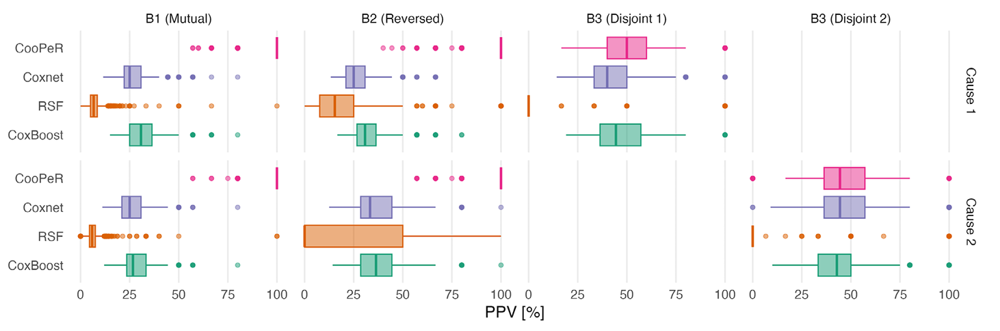 B1 (Mutual) B2 (Reversed) B3 (Disjoint 1) B3 (Disjoint 2)
CooPeR
Coxnet
RSF
CoxBoost
Cause 1
CooPeR
Coxnet
RSF
CoxBoost
Cause 2
0 25 50 75 100 0 25 50 75 100 0 25 50 75 100 0 25 50 75 100
PPV [%]